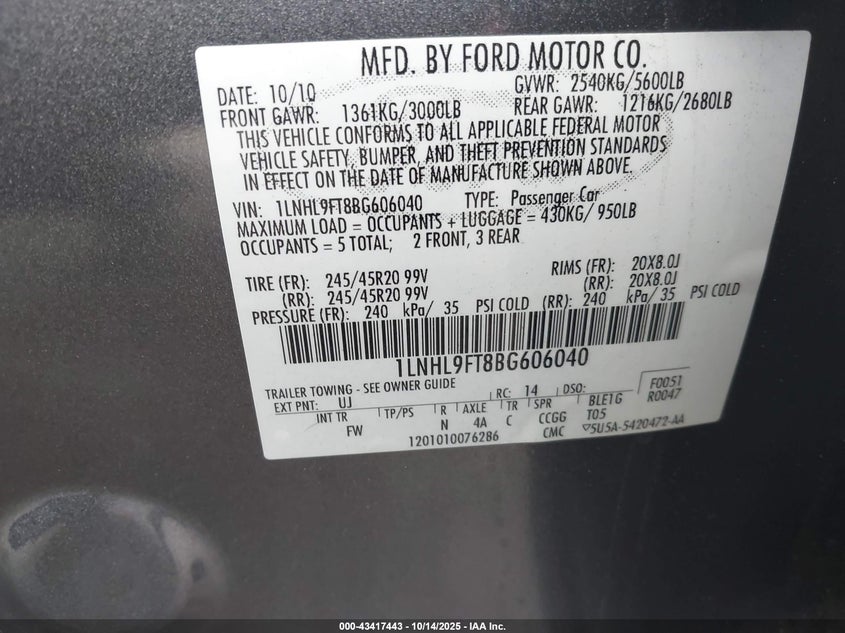 MFD. BY FORD MOTOR CO.
DATE: 10/10 GVWR: 2540KG/5600LB
FRONT GAWR: 1361KG/3000LB REAR GAWR: 1216KG/2680LB
THIS VEHICLE CONFORMS TO ALL APPLICABLE FEDERAL MOTOR
VEHICLE SAFETY, BUMPER, AND THEFT PREVENTION STANDARDS
IN EFFECT ON THE DATE OF MANUFACTURE SHOWN ABOVE.
VIN: 1LNHL9FT8BG606040 TYPE: Passenger Car
MAXIMUM LOAD = OCCUPANTS + LUGGAGE = 430KG/ 950LB
OCCUPANTS = 5 TOTAL; 2 FRONT, 3 REAR
TIRE (FR): 245/45R20 99V RIMS (FR): 20X8.0J
(RR): 245/45R20 99V (RR): 20X8.0J
PRESSURE (FR): 240 kPa/ 35 PSI COLD (RR): 240 kPa/ 35 PSI COLD
1LNHL9FT8BG606040
TRAILER TOWING - SEE OWNER GUIDE
EXT PNT: UJ RC: 14 DSO: F0051
INT TR TP/PS R AXLE TR SPR BLE1G R0047
FW N 4A C CCGG T05
1201010076286 CMC ▽5U5A-5420472-AA
000-43417443 - 10/14/2025 - IAA Inc.